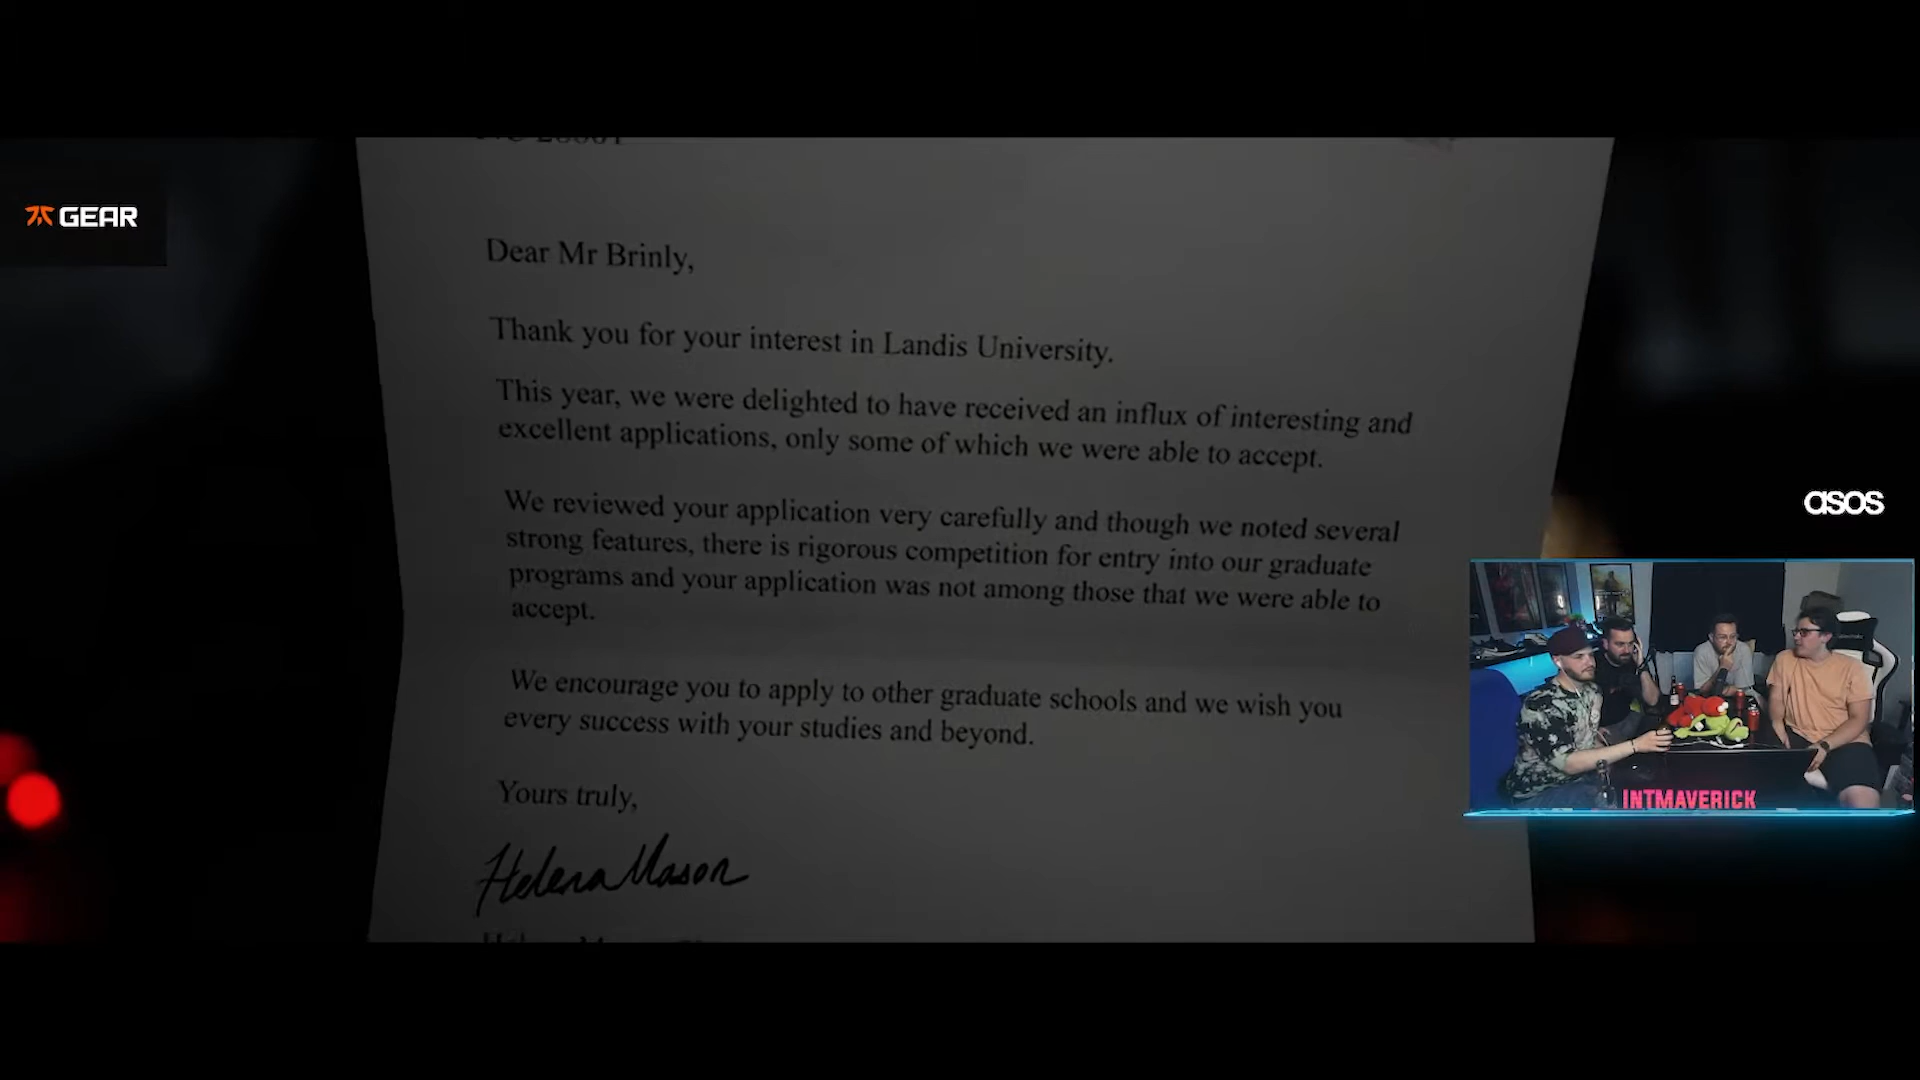 GEAR
Dear Mr Brinly,
Thank you for your interest in Landis University.
This year, we were delighted to have received an influx of interesting and
excellent applications, only some of which we were able to accept.
We reviewed your application very carefully and though we noted several
strong features, there is rigorous competition for entry into our graduate
programs and your application was not among those that we were able to
accept.
We encourage you to apply to other graduate schools and we wish you
every success with your studies and beyond.
Yours truly,
Helena Mason
asos
INTMAVERICK